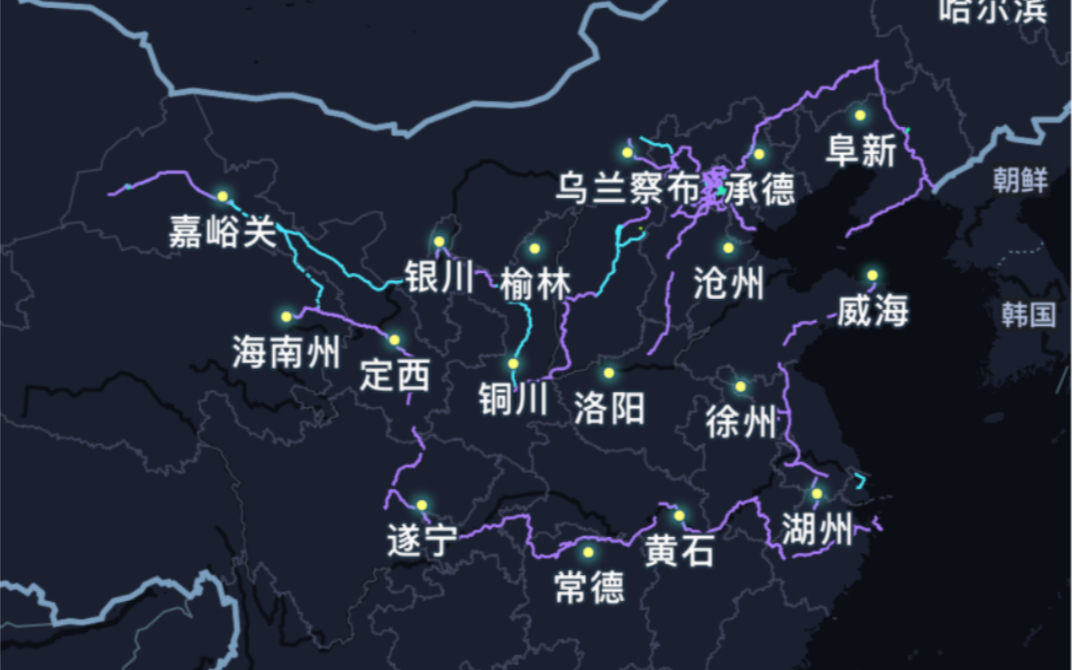 哈尔滨
阜新
朝鲜
乌兰察布
承德
嘉峪关
银川
榆林
沧州
威海
韩国
海南州
定西
铜川
洛阳
徐州
遂宁
黄石
湖州
常德